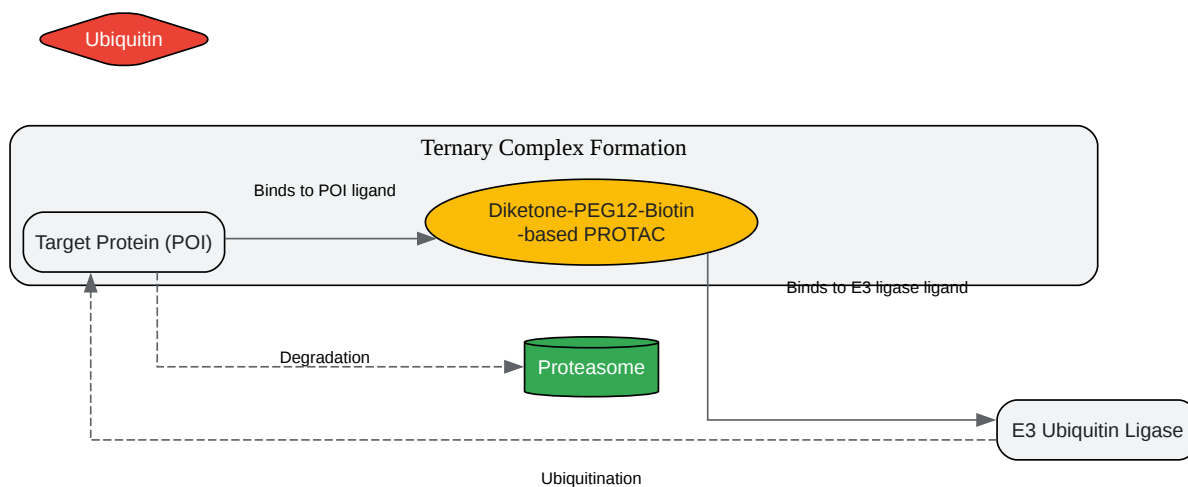 Ubiquitin
Ternary Complex Formation
Binds to POI ligand
Diketone-PEG12-Biotin
-based PROTAC
Target Protein (POI)
Binds to E3 ligase ligand
Degradation
Proteasome
E3 Ubiquitin Ligase
Ubiquitination